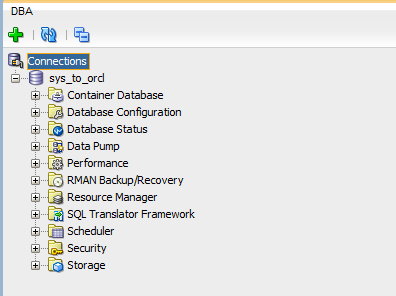 DBA
Connections
sys_to_orcl
Container Database
Database Configuration
Database Status
Data Pump
Performance
RMAN Backup/Recovery
Resource Manager
SQL Translator Framework
Scheduler
Security
Storage